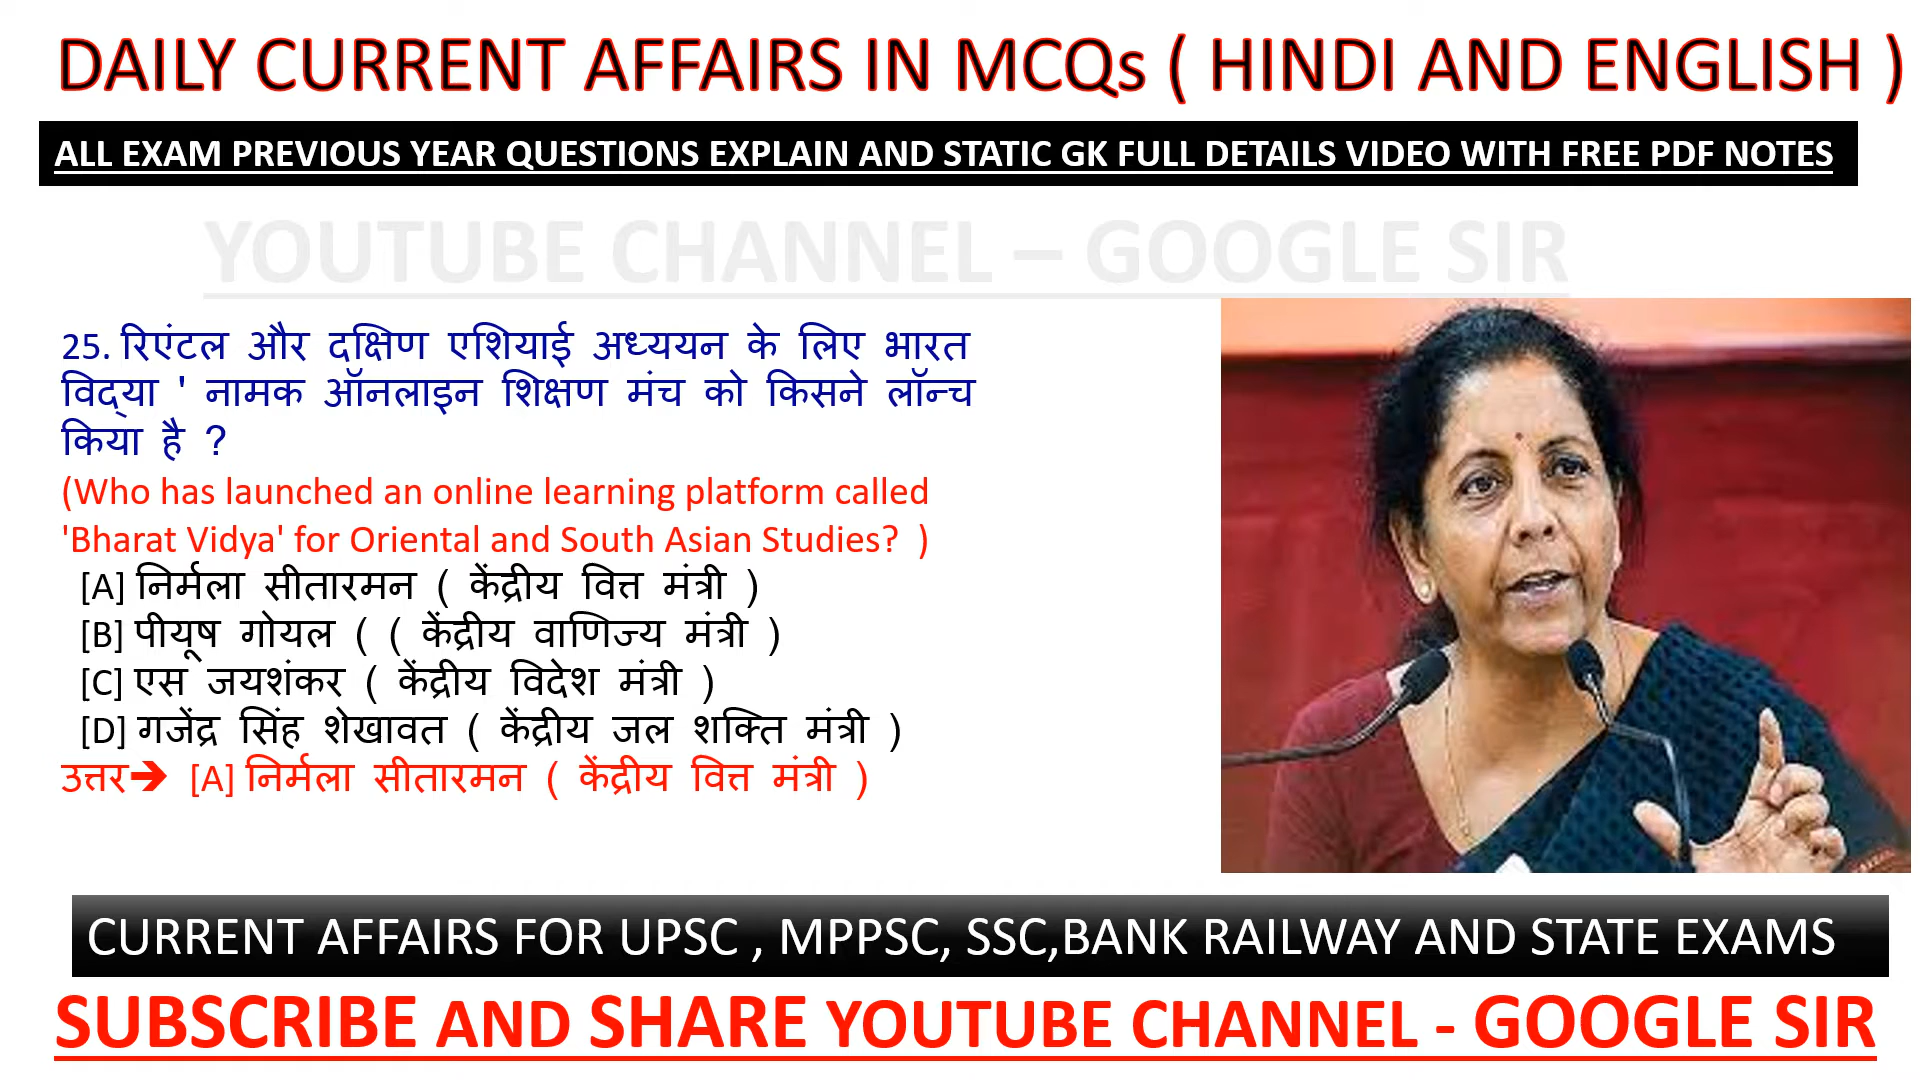 DAILY CURRENT AFFAIRS IN MCQs ( HINDI AND ENGLISH )
ALL EXAM PREVIOUS YEAR QUESTIONS EXPLAIN AND STATIC GK FULL DETAILS VIDEO WITH FREE PDF NOTES
YOUTUBE CHANNEL – GOOGLE SIR
25. रिएंटल और दक्षिण एशियाई अध्ययन के लिए भारत
विद्या ' नामक ऑनलाइन शिक्षण मंच को किसने लॉन्च
किया है ?
(Who has launched an online learning platform called
'Bharat Vidya' for Oriental and South Asian Studies? )
[A] निर्मला सीतारमन ( केंद्रीय वित्त मंत्री )
[B] पीयूष गोयल ( ( केंद्रीय वाणिज्य मंत्री )
[C] एस जयशंकर ( केंद्रीय विदेश मंत्री )
[D] गजेंद्र सिंह शेखावत ( केंद्रीय जल शक्ति मंत्री )
उत्तर➔ [A] निर्मला सीतारमन ( केंद्रीय वित्त मंत्री )
CURRENT AFFAIRS FOR UPSC , MPPSC, SSC,BANK RAILWAY AND STATE EXAMS
SUBSCRIBE AND SHARE YOUTUBE CHANNEL - GOOGLE SIR